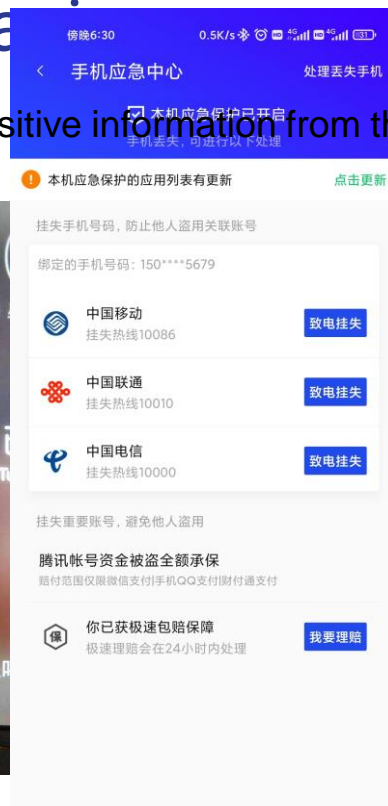 傍晚6:30 0.5K/s HD 4G HD 4G 31
手机应急中心 处理丢失手机
本机应急保护已开启
sitive information from th
手机丢失，可进行以下处理
本机应急保护的应用列表有更新 点击更新
挂失手机号码，防止他人盗用关联账号
绑定的手机号码：150****5679
中国移动
挂失热线10086
致电挂失
中国联通
挂失热线10010
致电挂失
中国电信
挂失热线10000
致电挂失
挂失重要账号，避免他人盗用
腾讯帐号资金被盗全额承保
赔付范围仅限微信支付|手机QQ支付|财付通支付
保
你已获极速包赔保障
极速理赔会在24小时内处理
我要理赔